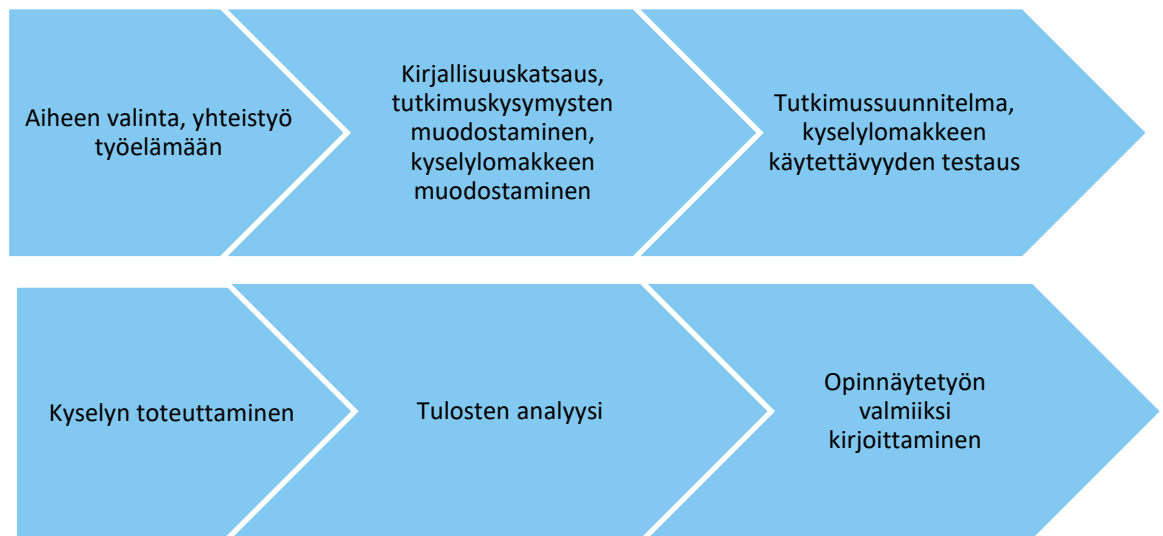 Aiheen valinta, yhteistyö
työelämään
Kirjallisuuskatsaus,
tutkimuskysymysten
muodostaminen,
kyselylomakkeen
muodostaminen
Tutkimussuunnitelma,
kyselylomakkeen
käytettävyyden testaus
Kyselyn toteuttaminen
Tulosten analyysi
Opinnäytetyön
valmiiksi
kirjoittaminen